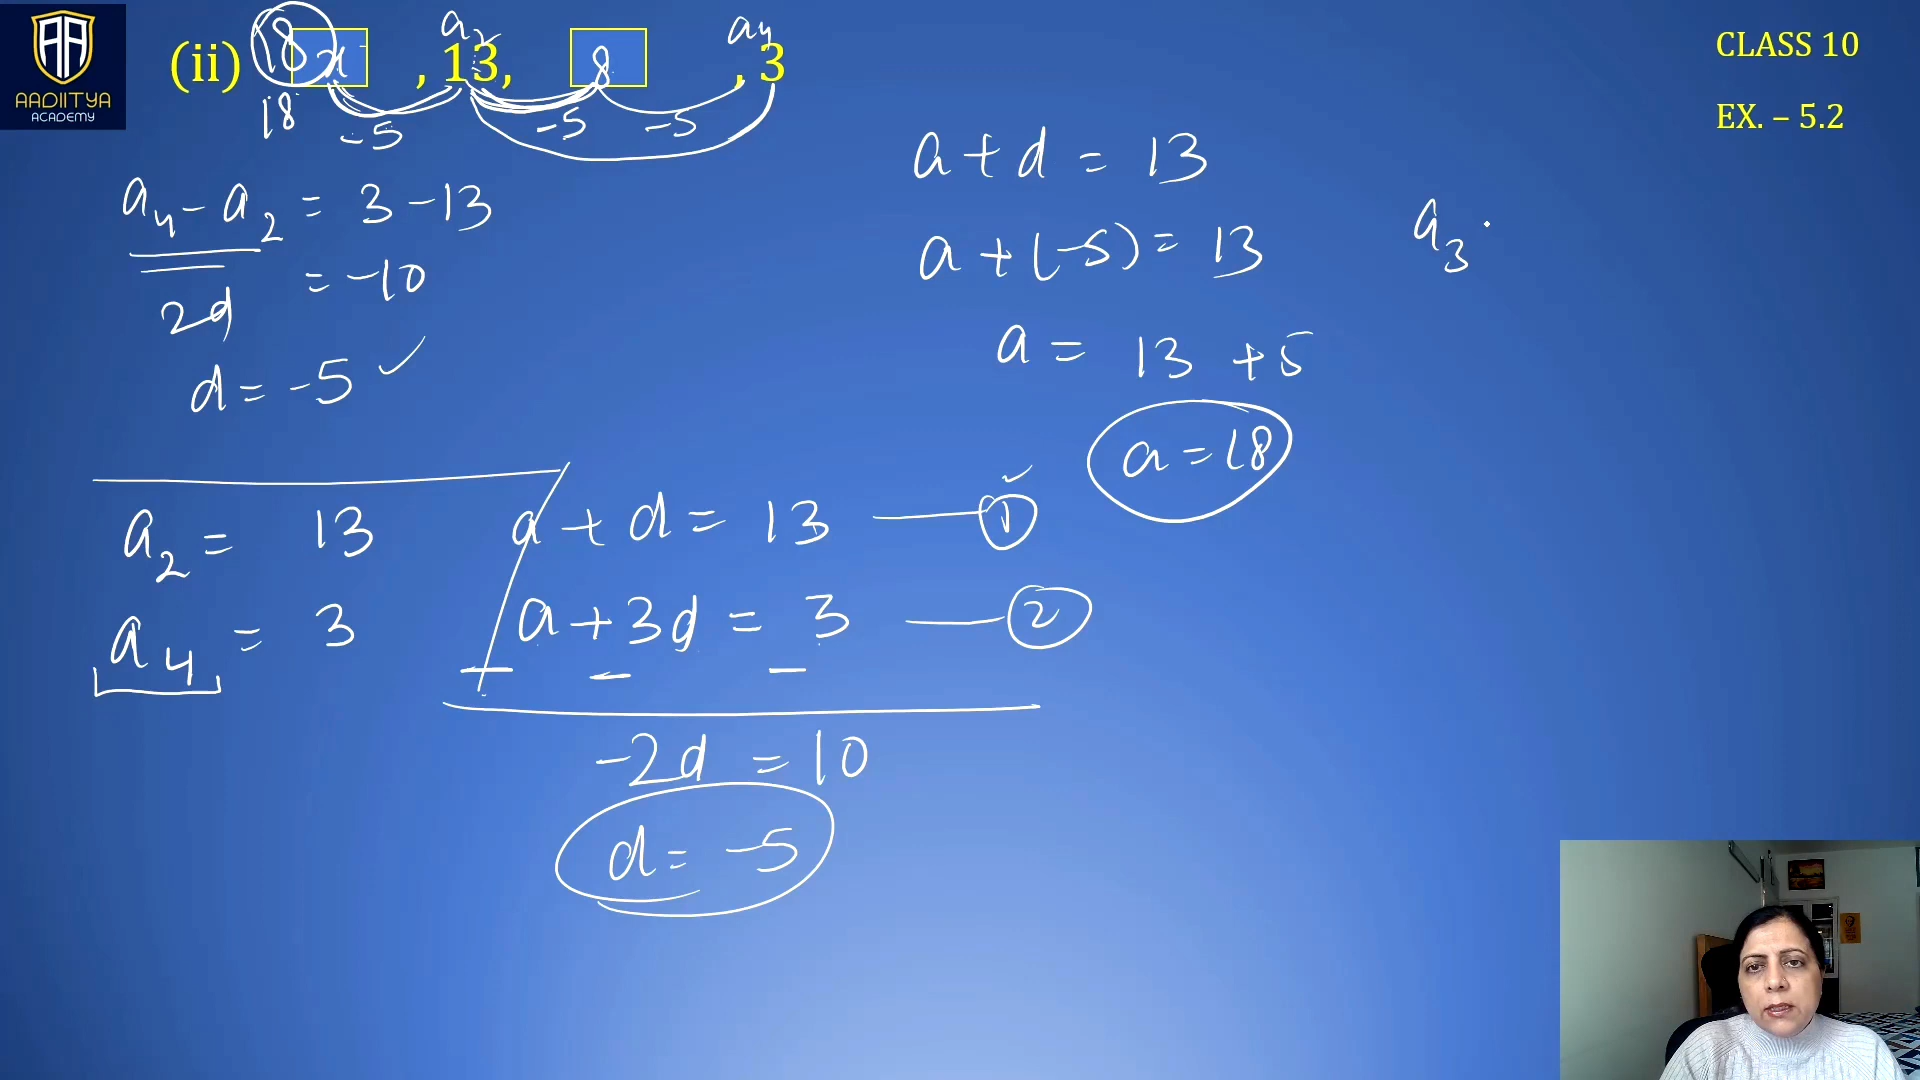 AADIITYA
ACADEMY
(ii) 18 x , 13, 8 , 3
a2 a4
18 -5 -5 -5
CLASS 10
EX. – 5.2
a4 - a2 = 3 - 13
2d = -10
d = -5 ✓
a + d = 13
a + (-5) = 13
a = 13 + 5
a = 18
a3
a2 = 13
a4 = 3
a + d = 13 — 1 ✓
a + 3d = 3 — 2
- - -
-2d = 10
d = -5